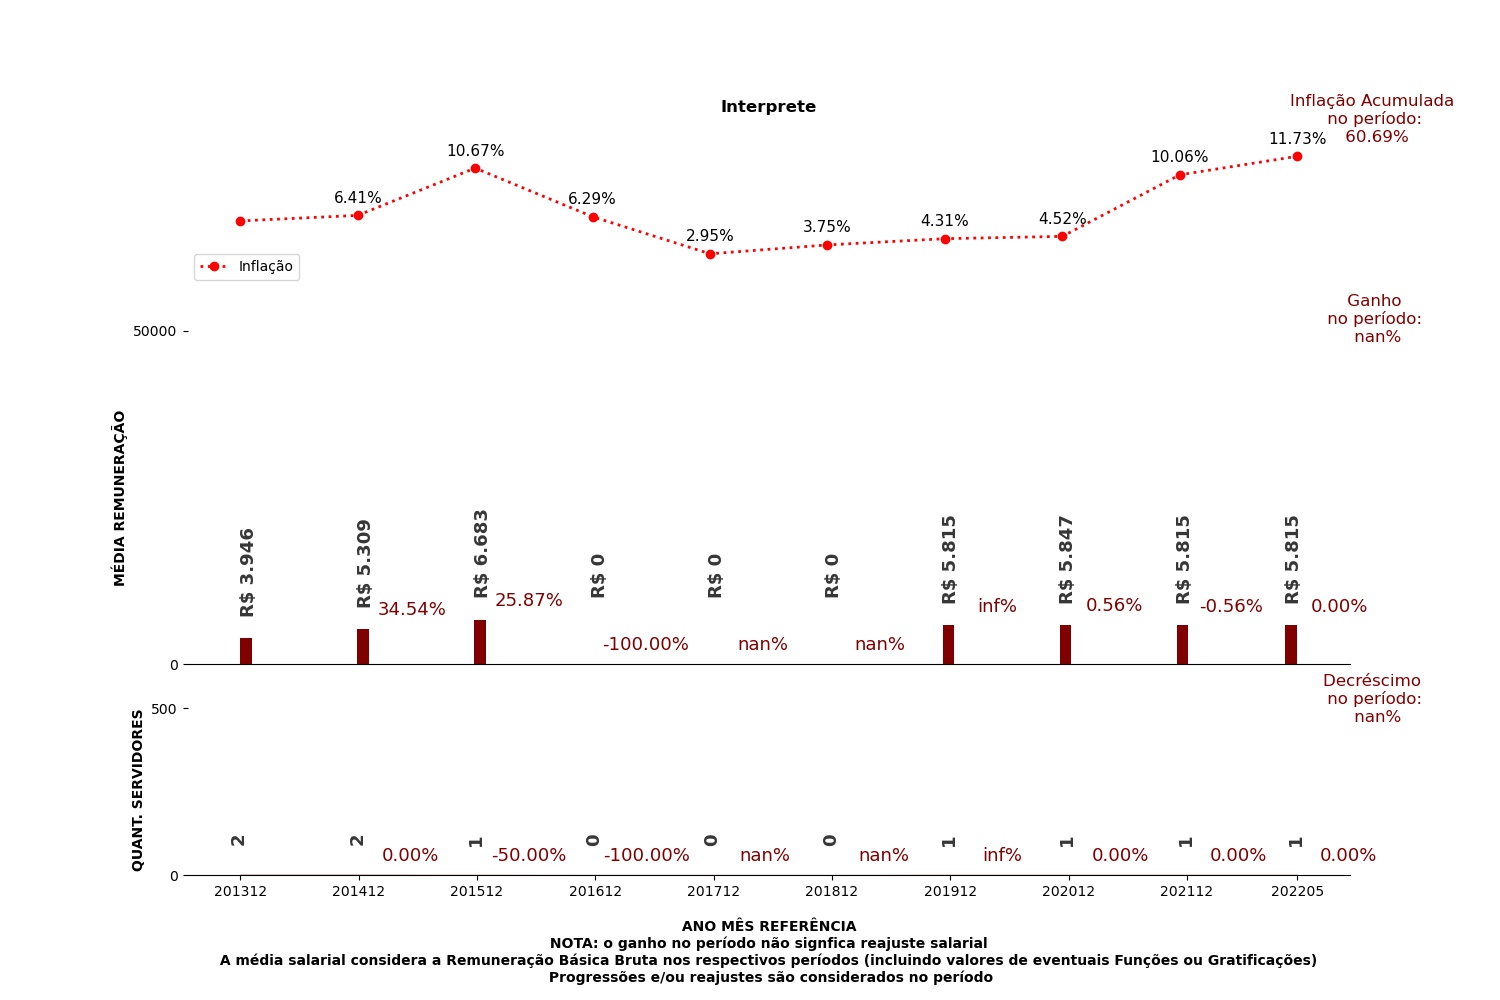 Interprete
Inflação Acumulada
no período:
60.69%
6.41%
10.67%
6.29%
2.95%
3.75%
4.31%
4.52%
10.06%
11.73%
Inflação
Ganho
no período:
nan%
50000
0
MÉDIA REMUNERAÇÃO
R$ 3.946
R$ 5.309
R$ 6.683
R$ 0
R$ 0
R$ 0
R$ 5.815
R$ 5.847
R$ 5.815
R$ 5.815
34.54%
25.87%
-100.00%
nan%
nan%
inf%
0.56%
-0.56%
0.00%
Decréscimo
no período:
nan%
500
0
QUANT. SERVIDORES
2
2
1
0
0
0
1
1
1
1
0.00%
-50.00%
-100.00%
nan%
nan%
inf%
0.00%
0.00%
0.00%
201312
201412
201512
201612
201712
201812
201912
202012
202112
202205
ANO MÊS REFERÊNCIA
NOTA: o ganho no período não signfica reajuste salarial
A média salarial considera a Remuneração Básica Bruta nos respectivos períodos (incluindo valores de eventuais Funções ou Gratificações)
Progressões e/ou reajustes são considerados no período